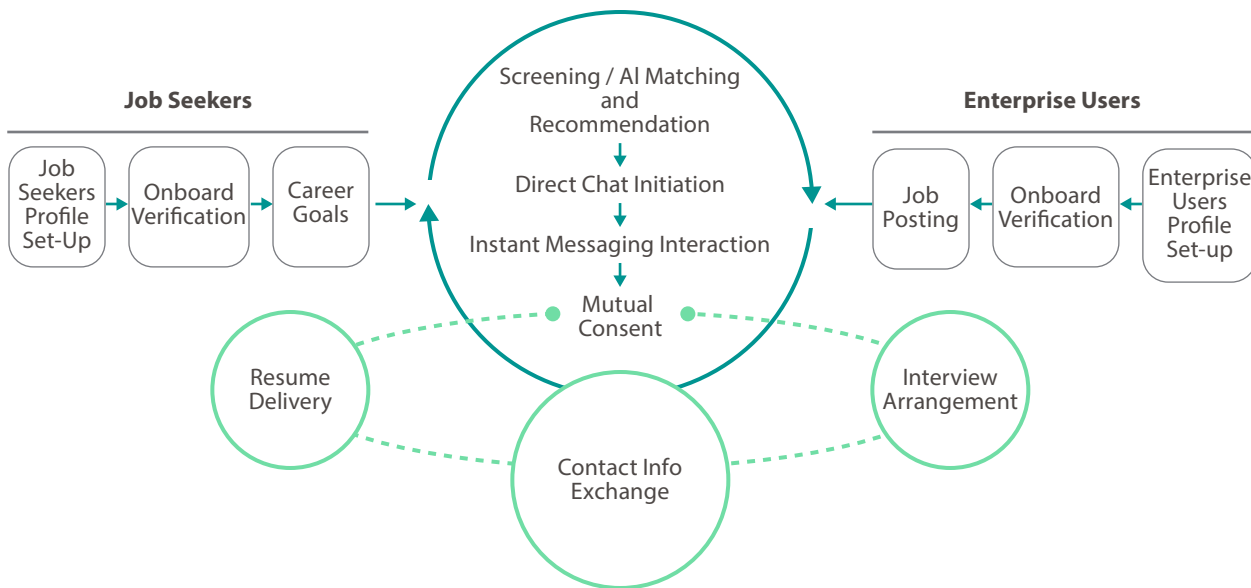 Job Seekers
Job
Seekers
Profile
Set-Up
Onboard
Verification
Career
Goals
Screening / AI Matching
and
Recommendation
Direct Chat Initiation
Instant Messaging Interaction
Mutual
Consent
Enterprise Users
Job
Posting
Onboard
Verification
Enterprise
Users
Profile
Set-up
Resume
Delivery
Contact Info
Exchange
Interview
Arrangement